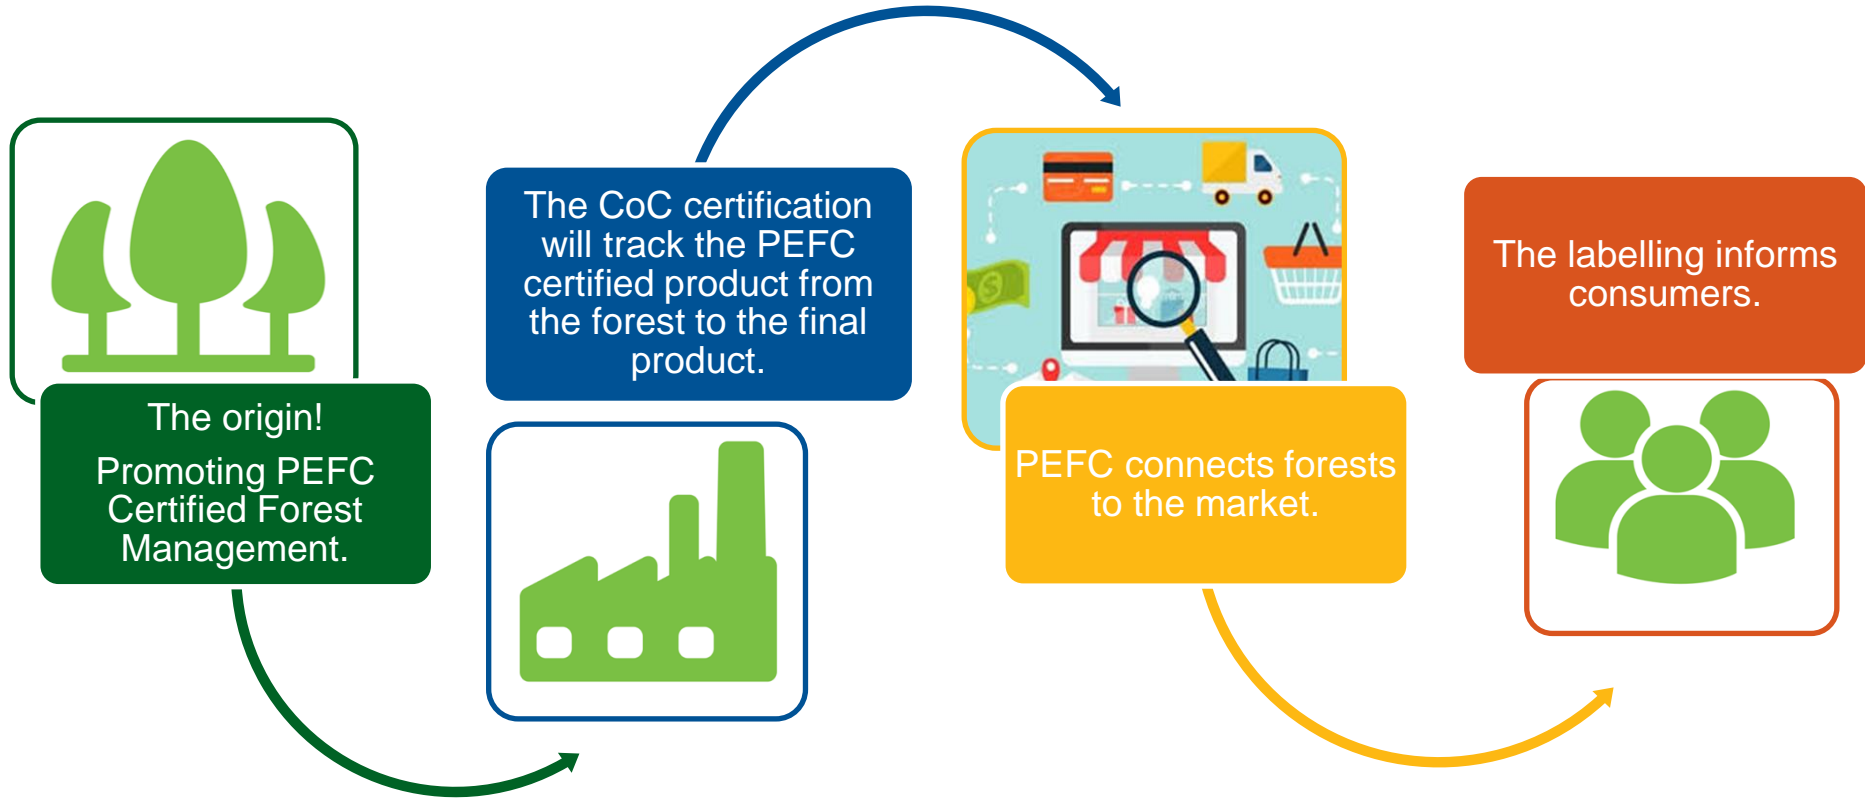 The origin!
Promoting PEFC
Certified Forest
Management.
The CoC certification
will track the PEFC
certified product from
the forest to the final
product.
PEFC connects forests
to the market.
The labelling informs
consumers.